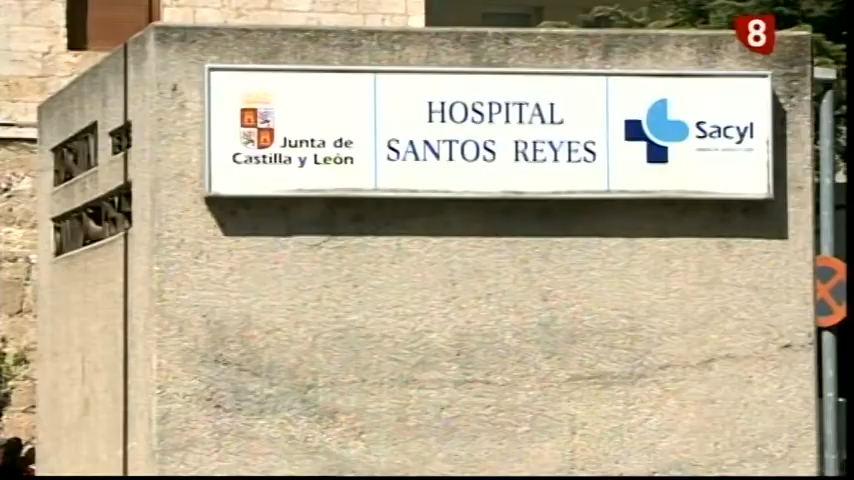 8
Junta de
Castilla y León
HOSPITAL
SANTOS REYES
Sacyl